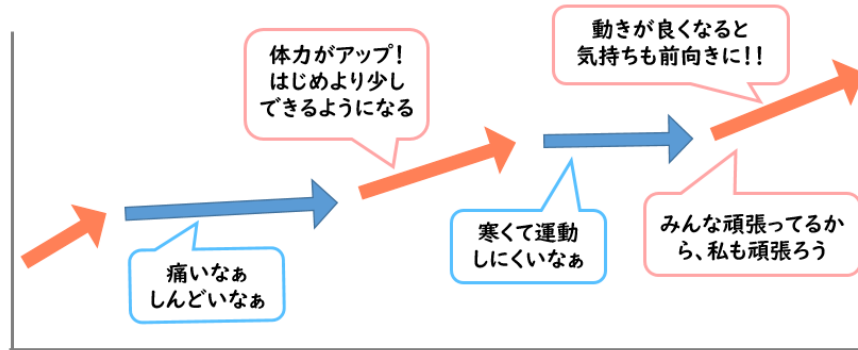 体力がアップ！
はじめより少し
できるようになる
動きが良くなると
気持ちも前向きに！！
痛いなぁ
しんどいなぁ
寒くて運動
しにくいなぁ
みんな頑張ってるか
ら、私も頑張ろう